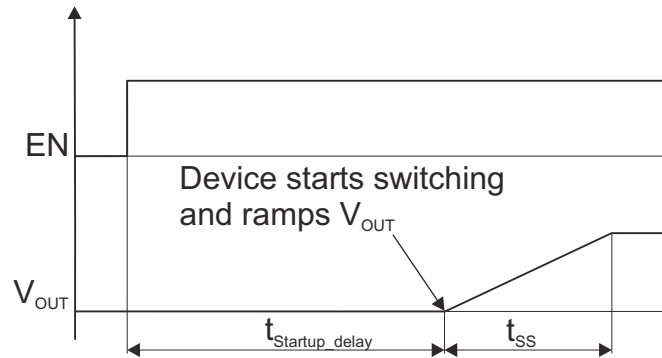 EN
Device starts switching
and ramps VOUT
VOUT
tStartup_delay
tSS